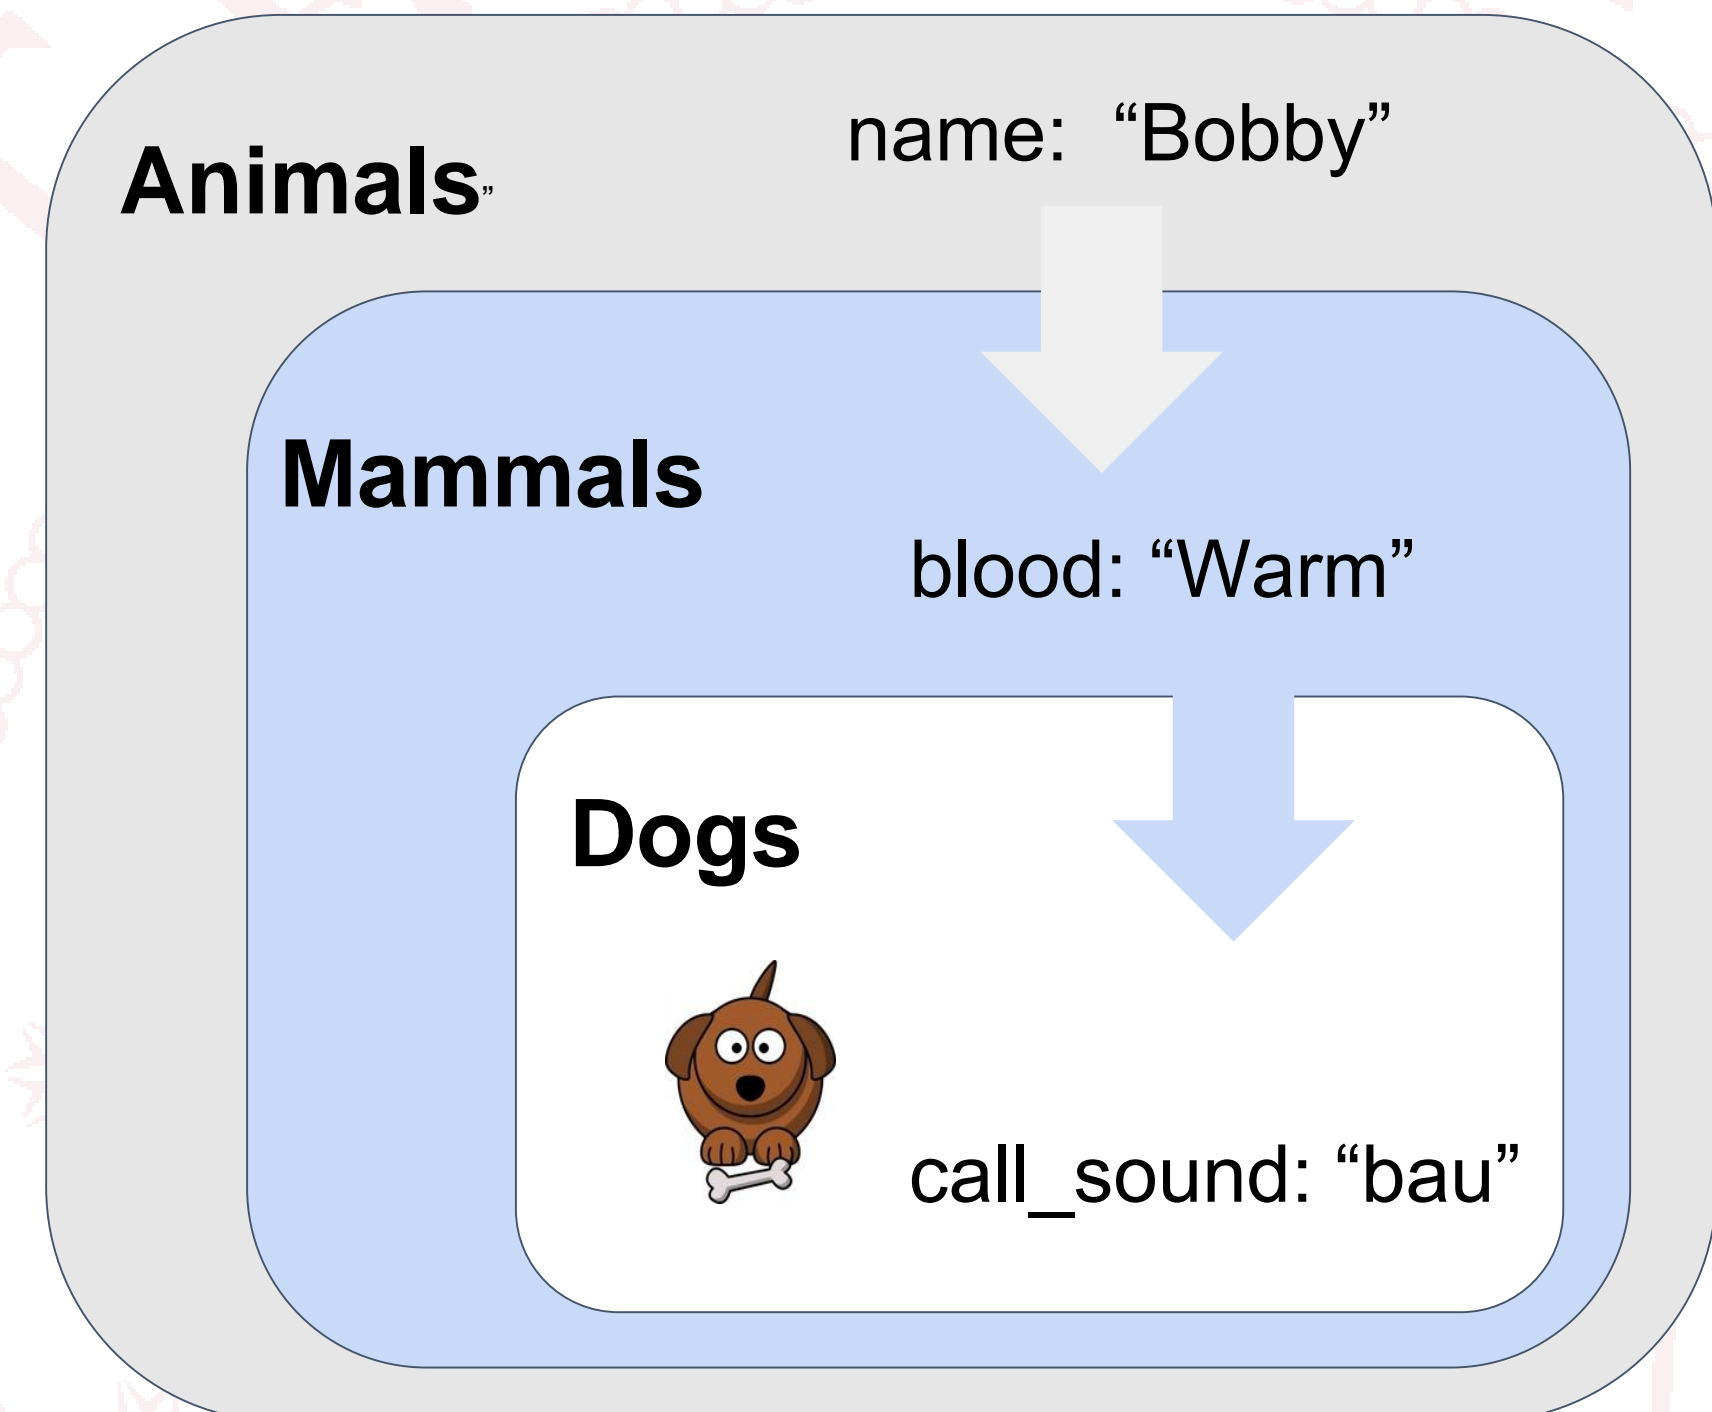 name: “Bobby”
Animals”
Mammals
blood: “Warm”
Dogs
call_sound: “bau”